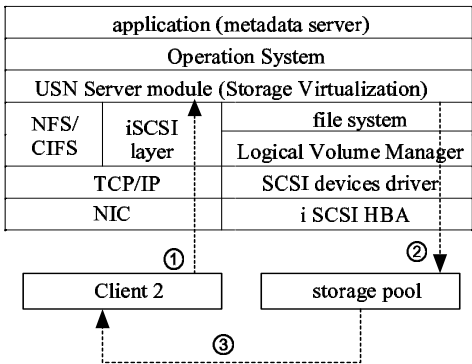 application (metadata server)
Operation System
USN Server module (Storage Virtualization)
NFS/
CIFS
iSCSI
layer
file system
Logical Volume Manager
TCP/IP
SCSI devices driver
NIC
i SCSI HBA
①
②
Client 2
storage pool
③